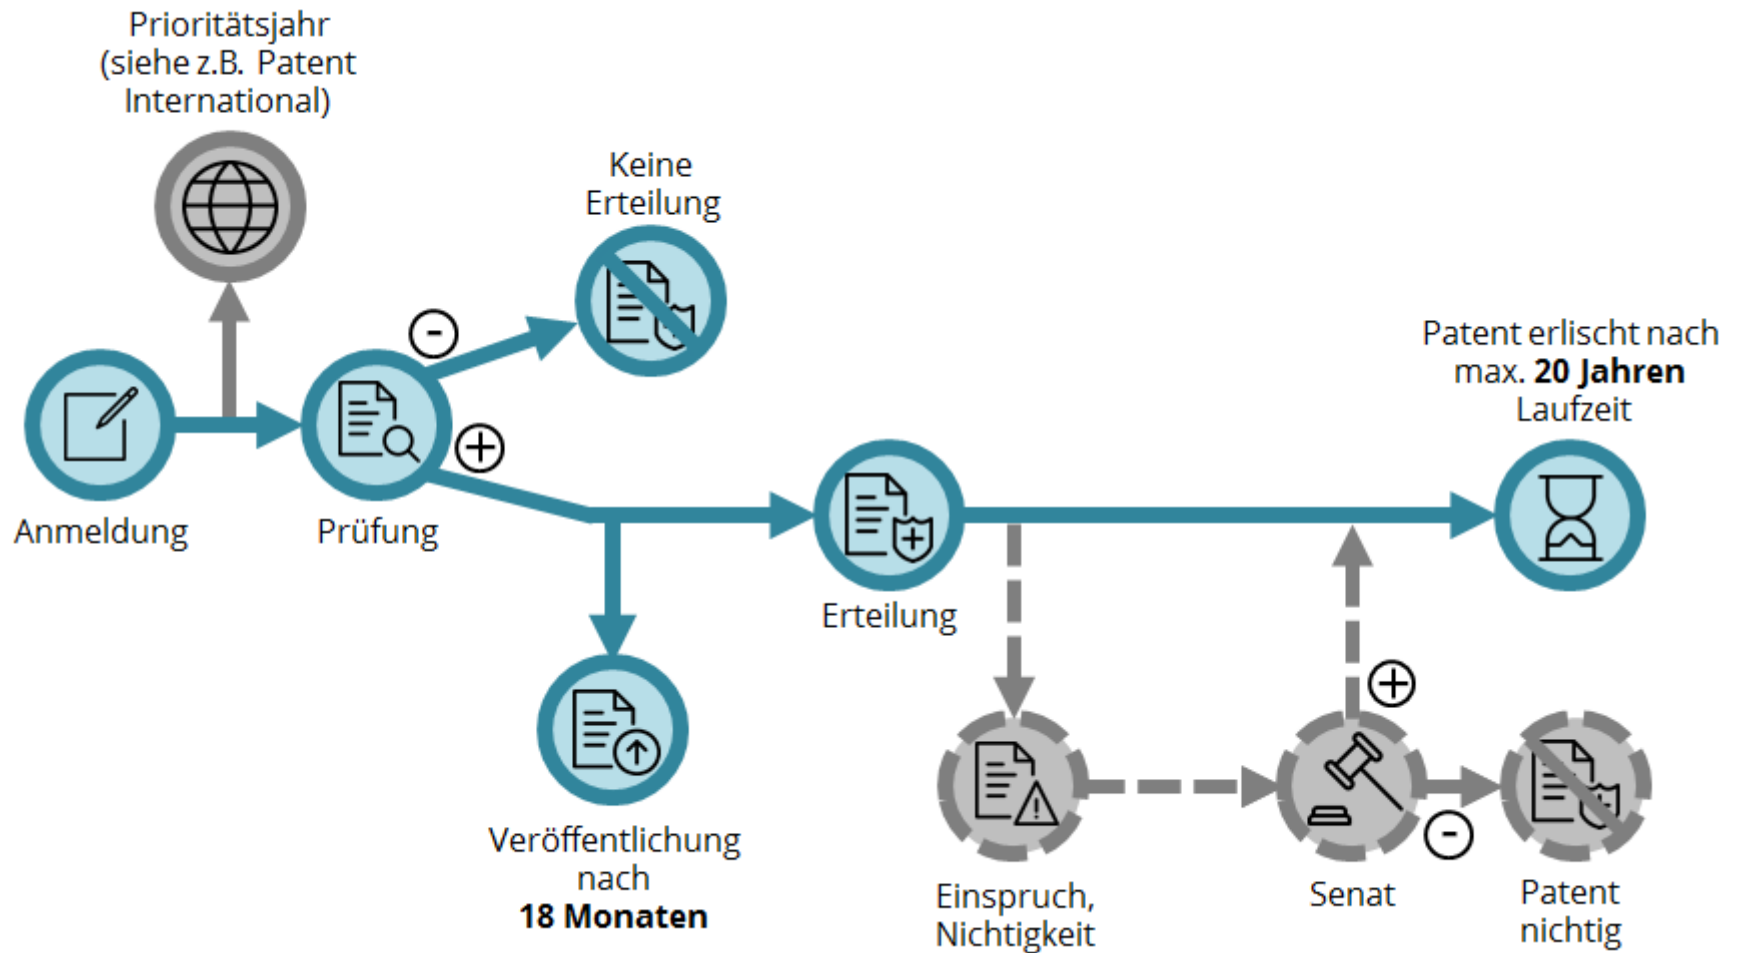 Prioritätsjahr
(siehe z.B. Patent
International)
Keine
Erteilung
-
+
Anmeldung
Prüfung
Patent erlischt nach
max. 20 Jahren
Laufzeit
Erteilung
Veröffentlichung
nach
18 Monaten
+
-
Einspruch,
Nichtigkeit
Senat
Patent
nichtig